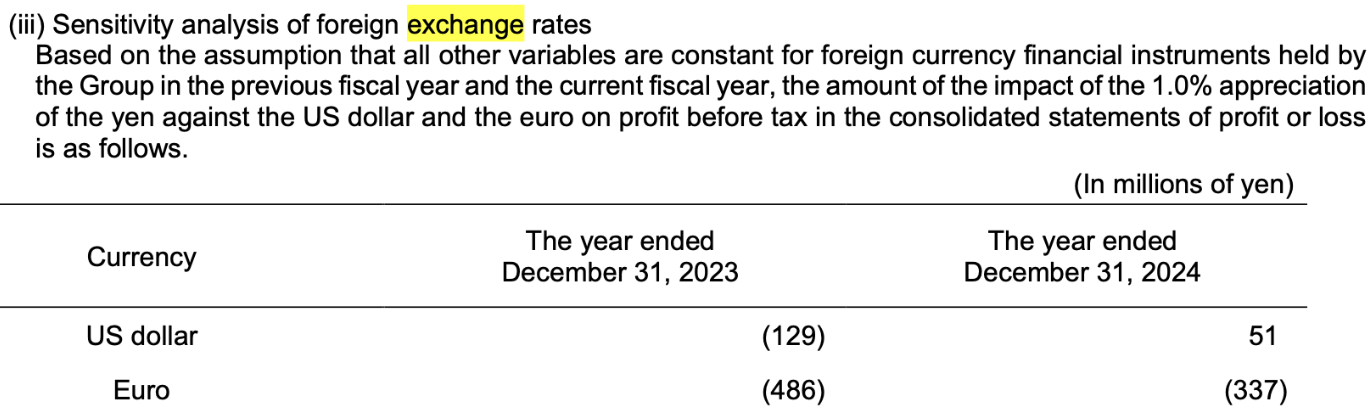 (iii) Sensitivity analysis of foreign exchange rates
Based on the assumption that all other variables are constant for foreign currency financial instruments held by
the Group in the previous fiscal year and the current fiscal year, the amount of the impact of the 1.0% appreciation
of the yen against the US dollar and the euro on profit before tax in the consolidated statements of profit or loss
is as follows.
(In millions of yen)
Currency
The year ended
December 31, 2023
The year ended
December 31, 2024
US dollar (129) 51
Euro (486) (337)